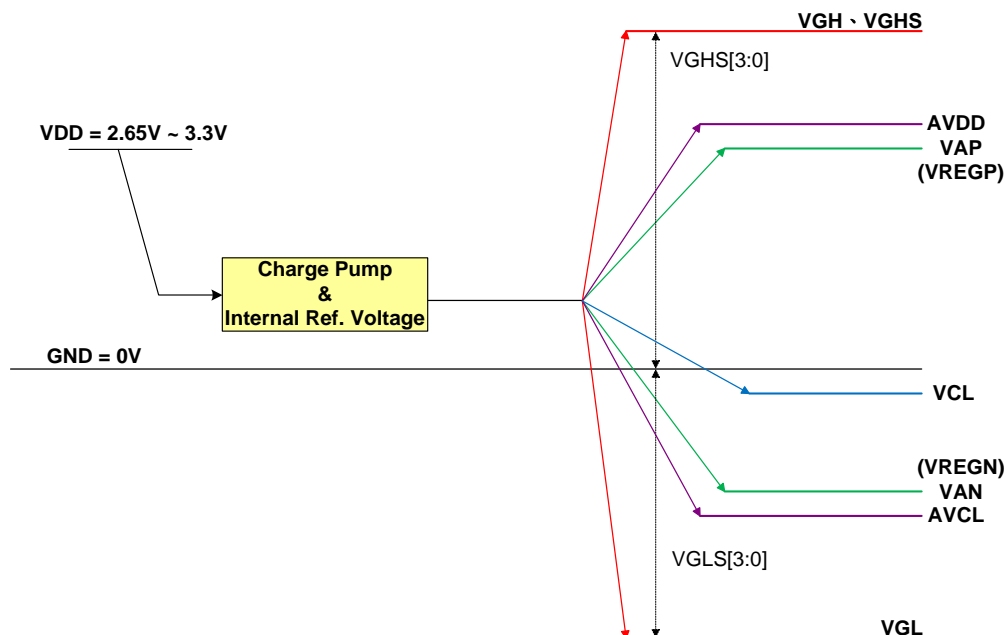 VGH、VGHS
VGHS[3:0]
VDD = 2.65V ~ 3.3V
AVDD
VAP
(VREGP)
Charge Pump
&
Internal Ref. Voltage
GND = 0V
VCL
(VREGN)
VAN
AVCL
VGLS[3:0]
VGL